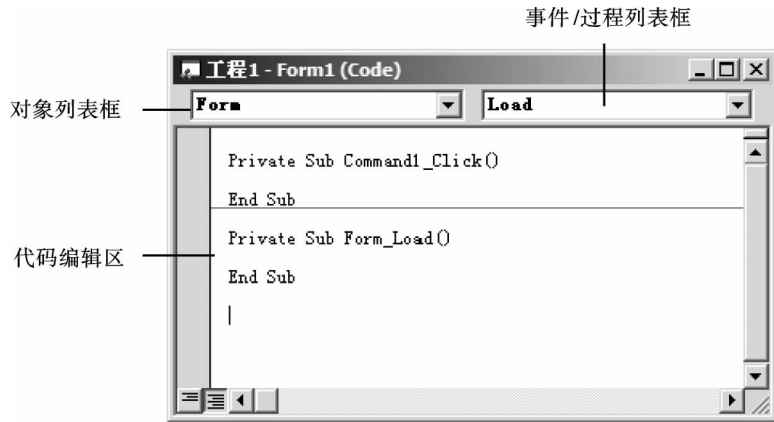 事件/过程列表框
工程1 - Form1 (Code)
对象列表框
Form
Load
Private Sub Command1_Click()
End Sub
代码编辑区
Private Sub Form_Load()
End Sub